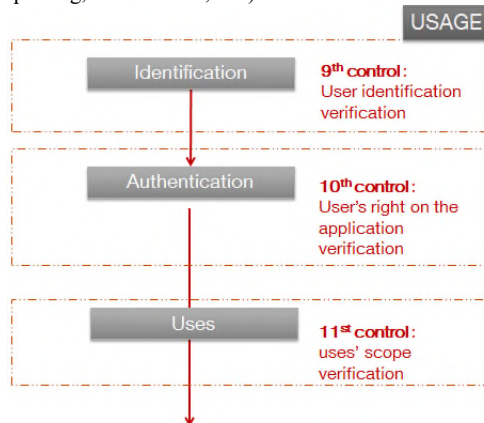 USAGE
Identification
9th control:
User identification
verification
Authentication
10th control:
User's right on the
application
verification
Uses
11st control:
uses' scope
verification